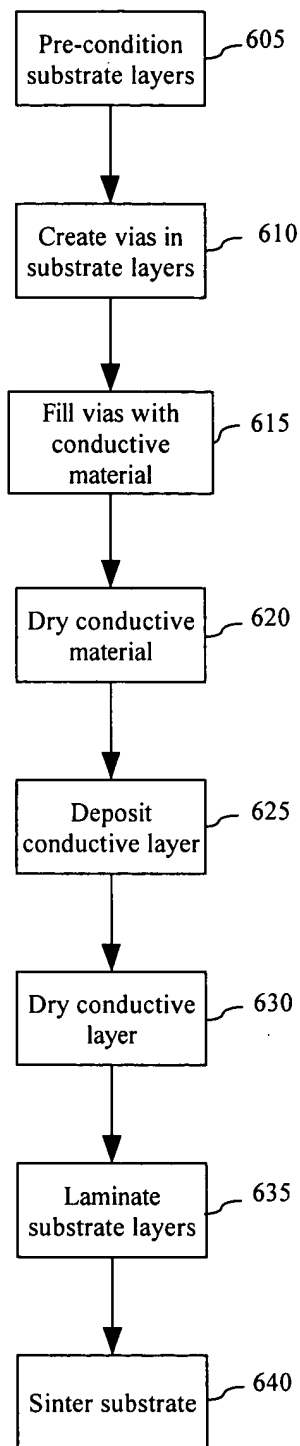 Pre-condition
substrate layers
605
Create vias in
substrate layers
610
Fill vias with
conductive
material
615
Dry conductive
material
620
Deposit
conductive layer
625
Dry conductive
layer
630
Laminate
substrate layers
635
Sinter substrate
640